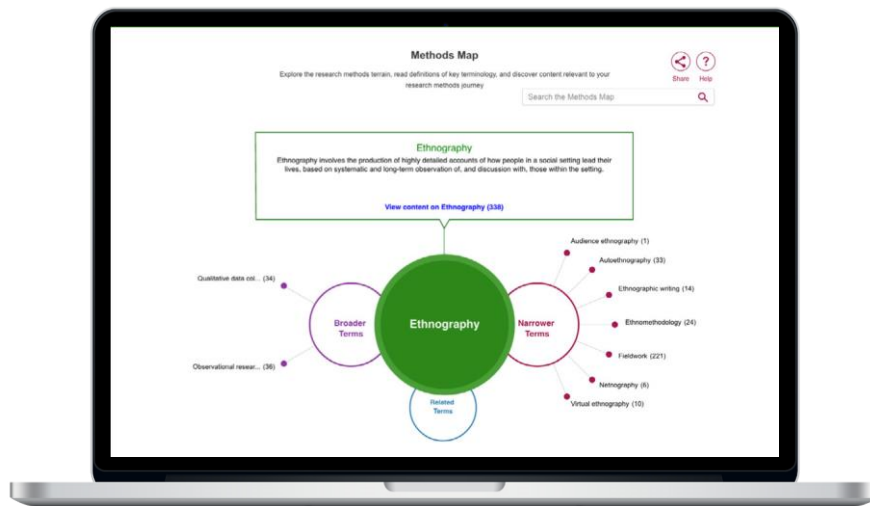 Methods Map
Explore the research methods terrain, read definitions of key terminology, and discover content relevant to your
research methods journey
Share Help
Search the Methods Map
Ethnography
Ethnography involves the production of highly detailed accounts of how people in a social setting lead their
lives, based on systematic and long-term observation of, and discussion with, those within the setting.
View content on Ethnography (338)
Audience ethnography (1)
Autoethnography (33)
Qualitative data col... (34)
Ethnographic writing (14)
Broader
Terms
Ethnography
Narrower
Terms
Ethnomethodology (24)
Fieldwork (221)
Observational resear... (36)
Netnography (6)
Related
Terms
Virtual ethnography (10)